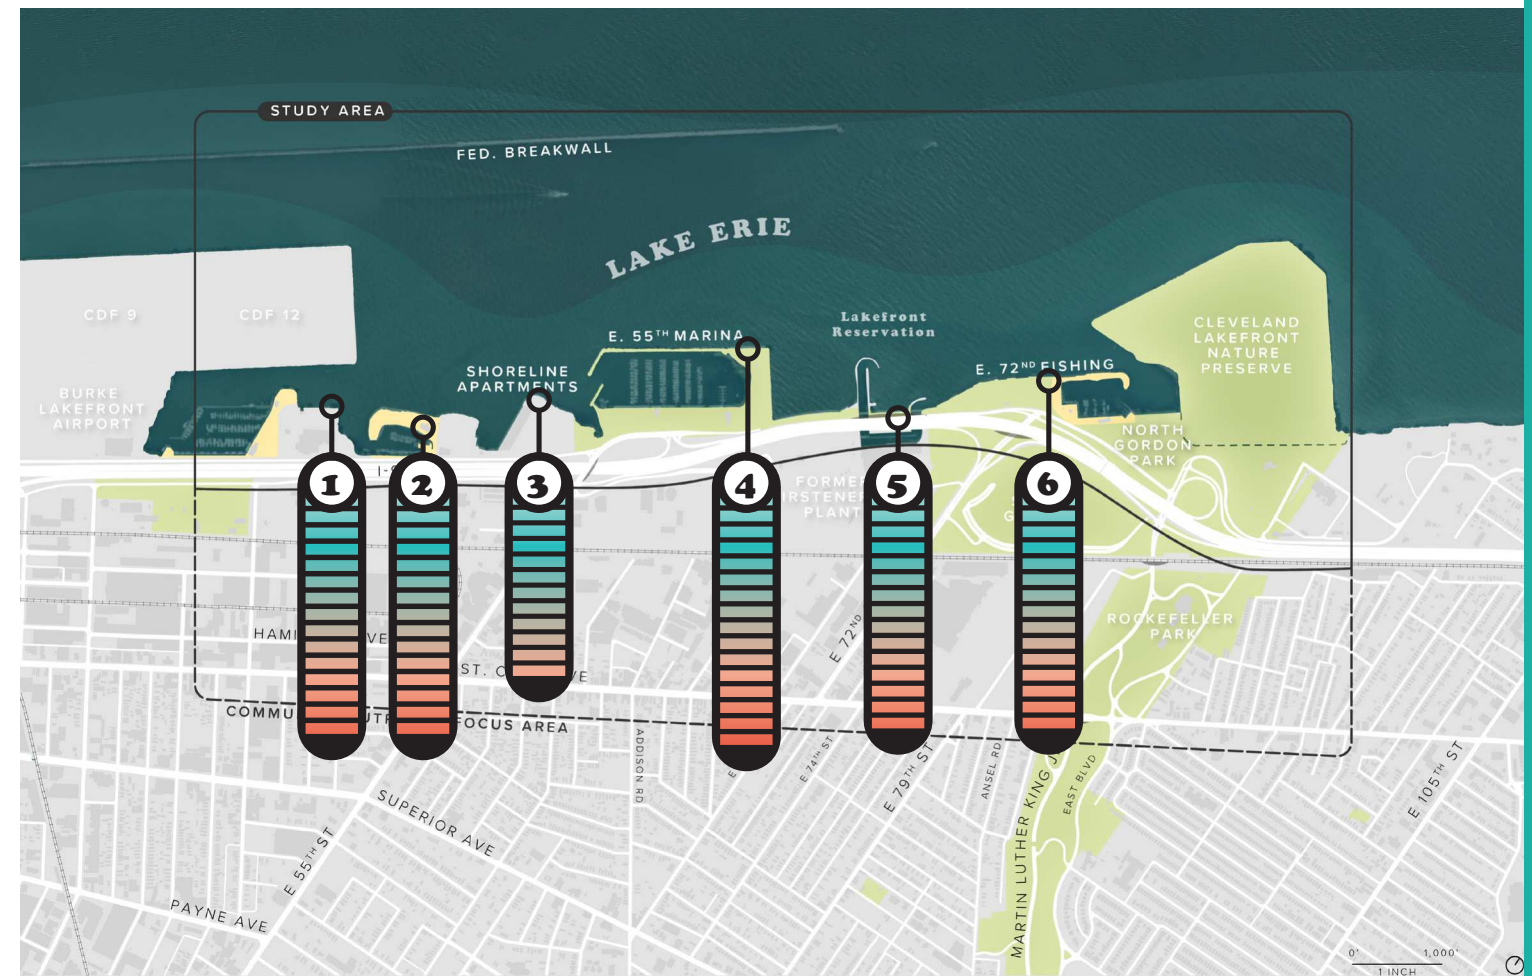 STUDY AREA
FED. BREAKWALL
LAKE ERIE
CDF 9
CDF 12
Lakefront
Reservation
E. 55TH MARINA
CLEVELAND
LAKEFRONT
NATURE
PRESERVE
SHORELINE
APARTMENTS
E. 72ND FISHING
BURKE
LAKEFRONT
AIRPORT
NORTH
GORDON
PARK
1
2
3
4
5
6
PLANT
ROCKEFELLER
PARK
E 72ND
FOCUS AREA
ADDISON RD
E 74TH ST
E 79TH ST
ANSEL RD
EAST BLVD
MARTIN LUTHER KING J
E 105TH ST
SUPERIOR AVE
E 55TH ST
PAYNE AVE
0'
1,000'
1 INCH